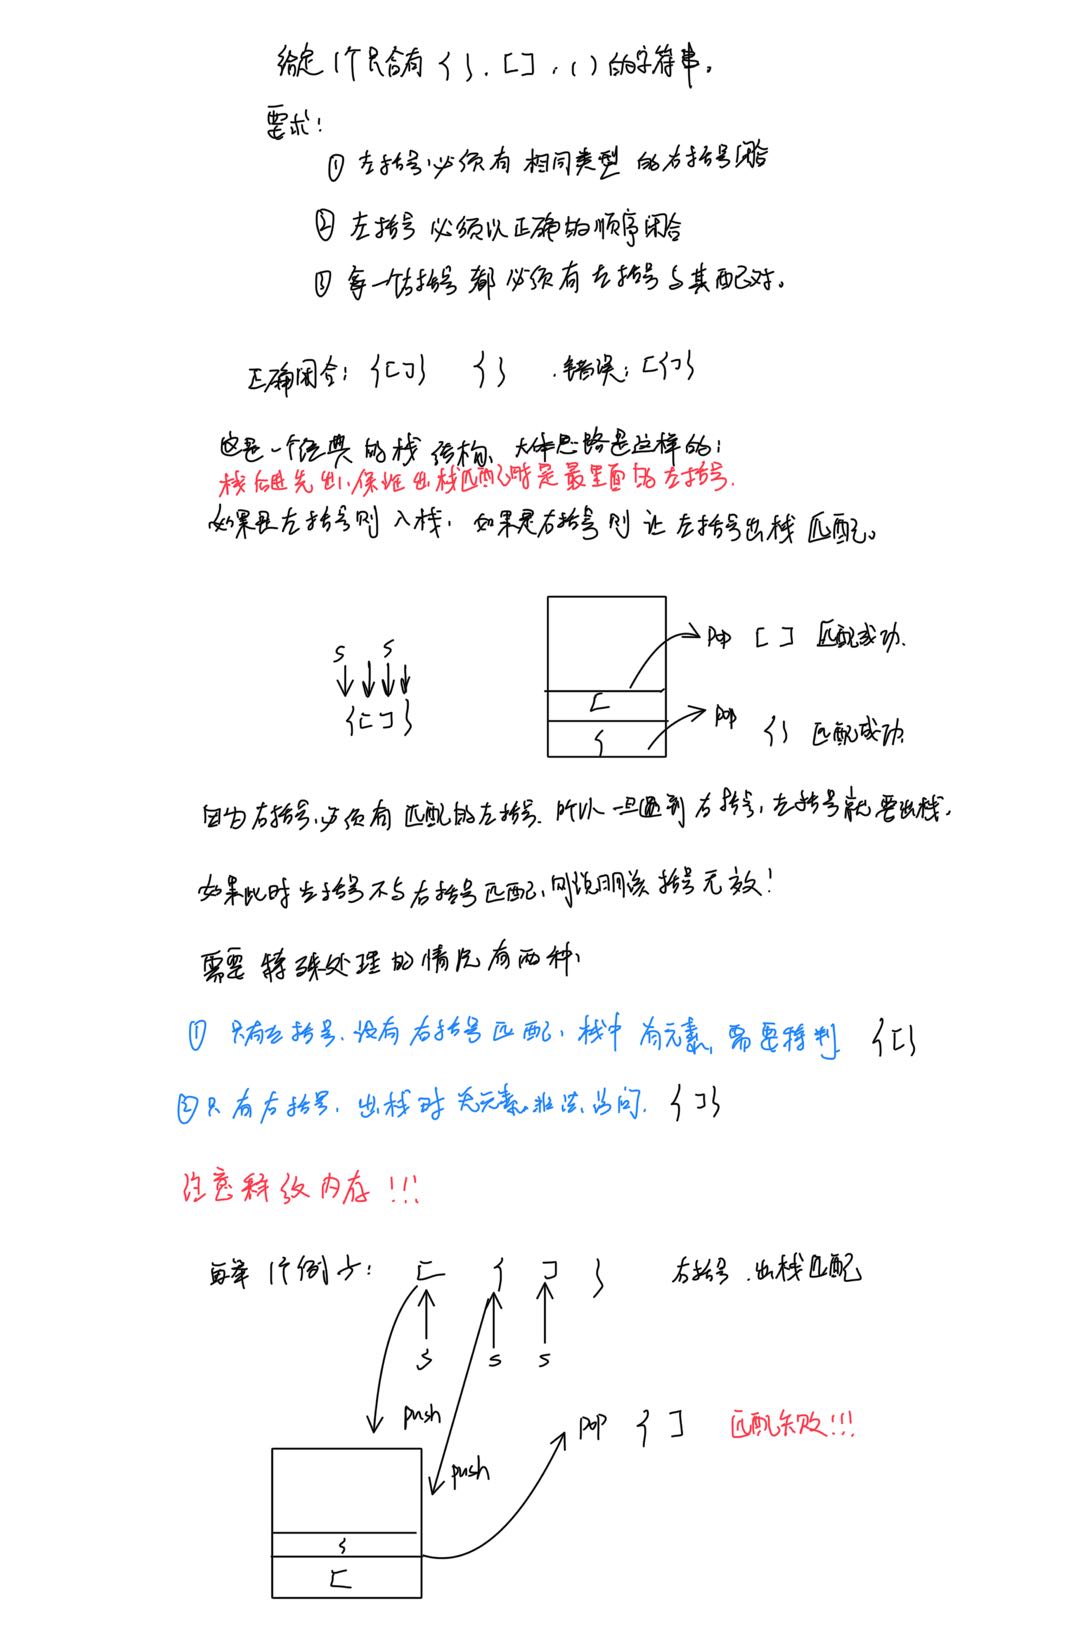 给定1个只含有 { }, [ ], ( ) 的字符串。
要求：
① 左括号必须有相同类型的右括号闭合
② 左括号必须以正确的顺序闭合
③ 每一个右括号都必须有左括号与其配对。
正确闭合：{[]} {} . 错误：[{]}
这是一个经典的栈结构、大体思路是这样的：
栈后进先出，保证出栈匹配时是最里面的左括号.
如果是左括号则入栈，如果是右括号则让左括号出栈匹配。
s s
{[]}
[
{
pop [ ] 匹配成功.
pop { } 匹配成功.
因为右括号必须有匹配的左括号. 所以一旦遇到右括号，左括号就要出栈.
如果此时左括号不与右括号匹配，则说明该括号无效！
需要特殊处理的情况有两种，
① 只有左括号.没有右括号匹配，栈中有元素，需要特判. {[}
② 只有右括号，出栈时无元素.非法访问. {]}
注意释放内存！！！
再举1个例子： [ { ] } 右括号.出栈匹配
s s s
push
push
pop { ] 匹配失败!!!
{
[